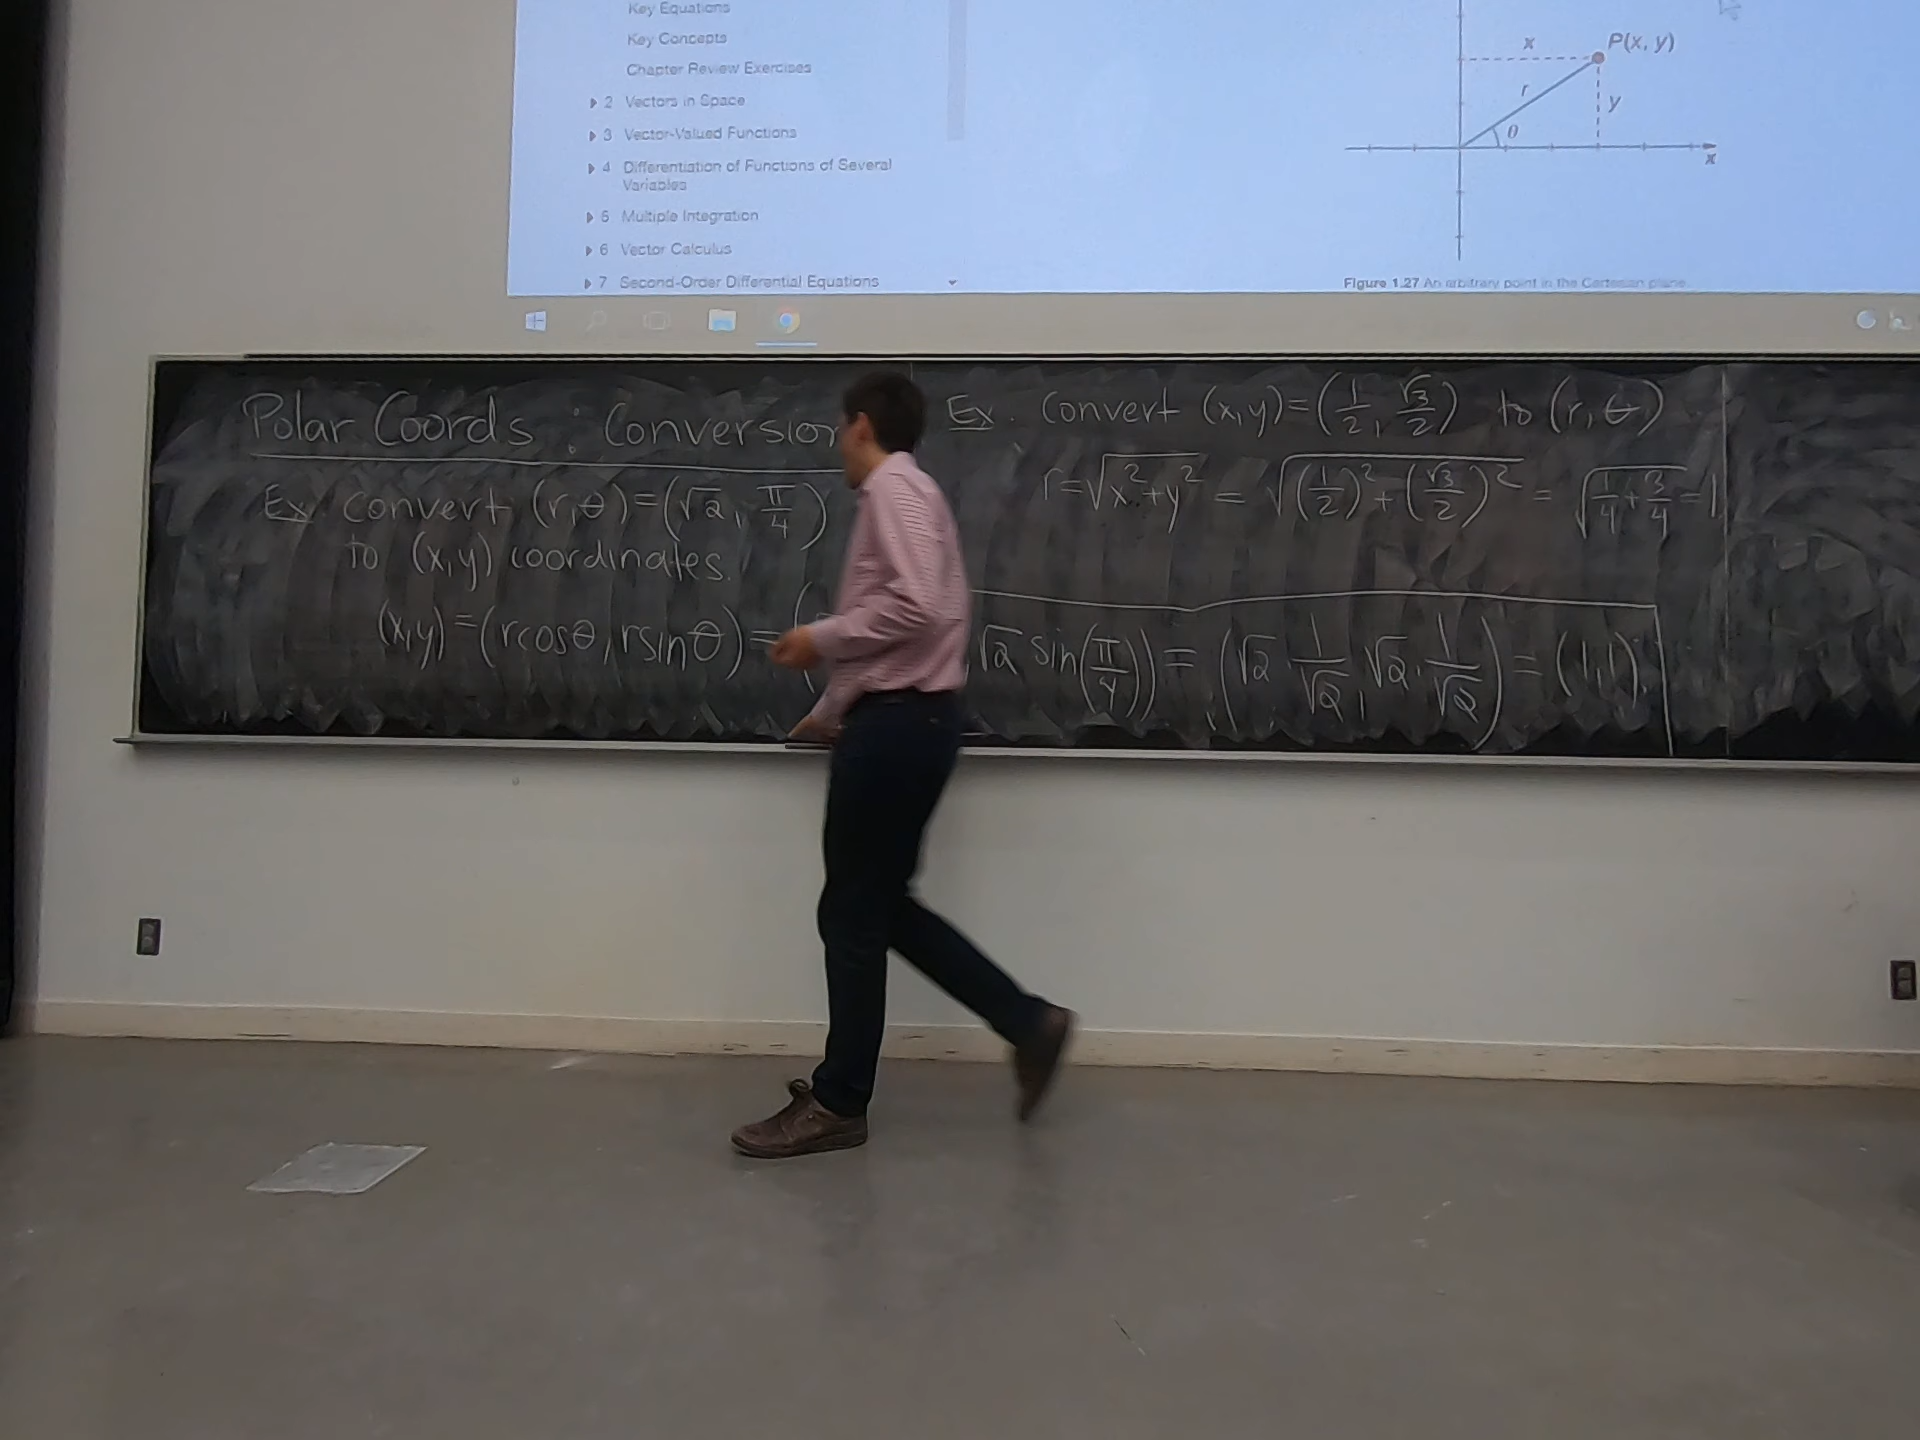 Key Equations
Key Concepts
Chapter Review Exercises
2 Vectors in Space
3 Vector-Valued Functions
4 Differentiation of Functions of Several
Variables
5 Multiple Integration
6 Vector Calculus
7 Second-Order Differential Equations
x
P(x, y)
r
y
θ
x
Figure 1.27 An arbitrary point in the Cartesian plane.
Polar Coords : Conversion
Ex. convert (r,θ)=(√2, π/4)
to (x,y) coordinates.
(x,y)=(rcosθ, rsinθ)=( √2 sin(π/4))=(√2 · 1/√2, √2 · 1/√2)=(1,1).
Ex. Convert (x,y)=(1/2, √3/2) to (r,θ)
r=√(x²+y²) = √((1/2)²+(√3/2)²) = √(1/4+3/4)=1.